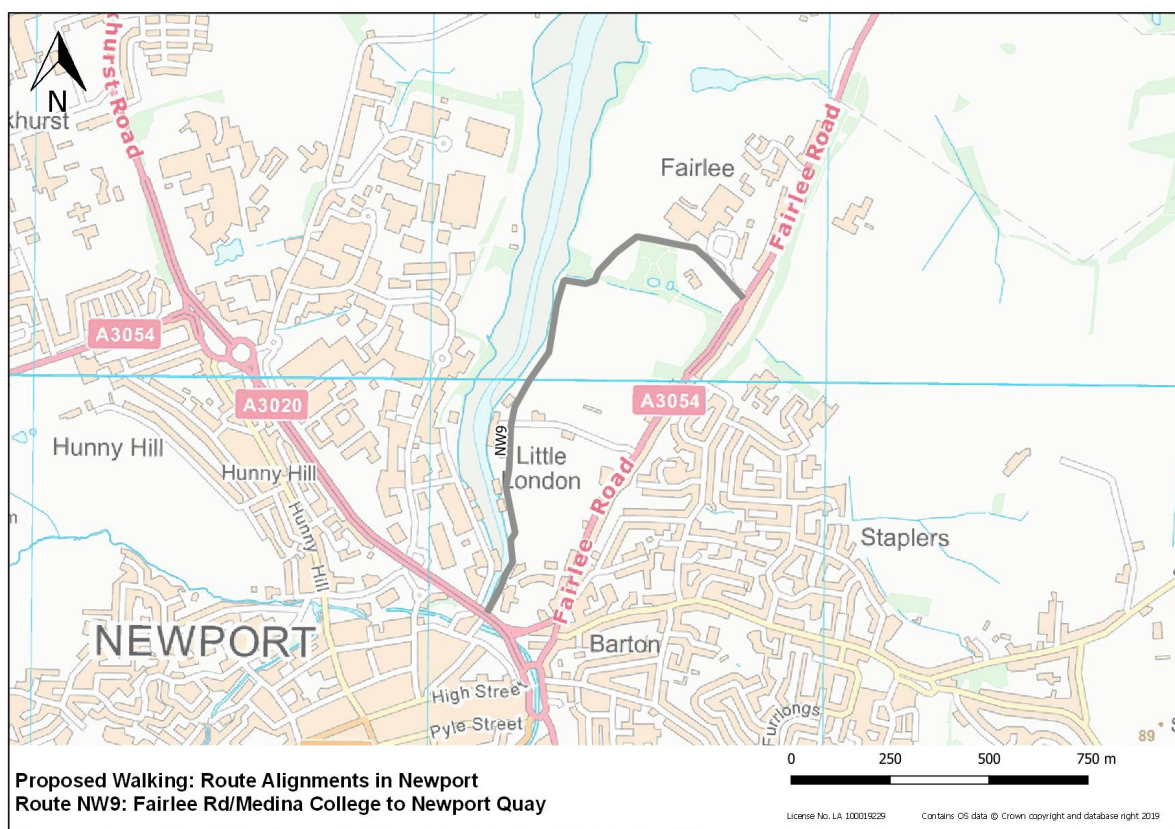 khurst Road
N
khurst
Fairlee
Fairlee Road
A3054
A3020
A3054
Hunny Hill
Hunny Hill
Hunny Hill
NW9
Little
London
Fairlee Road
Staplers
NEWPORT
Barton
High Street
Pyle Street
Furrlongs
89
Proposed Walking: Route Alignments in Newport
Route NW9: Fairlee Rd/Medina College to Newport Quay
0 250 500 750 m
License No. LA 100019229 Contains OS data © Crown copyright and database right 2019